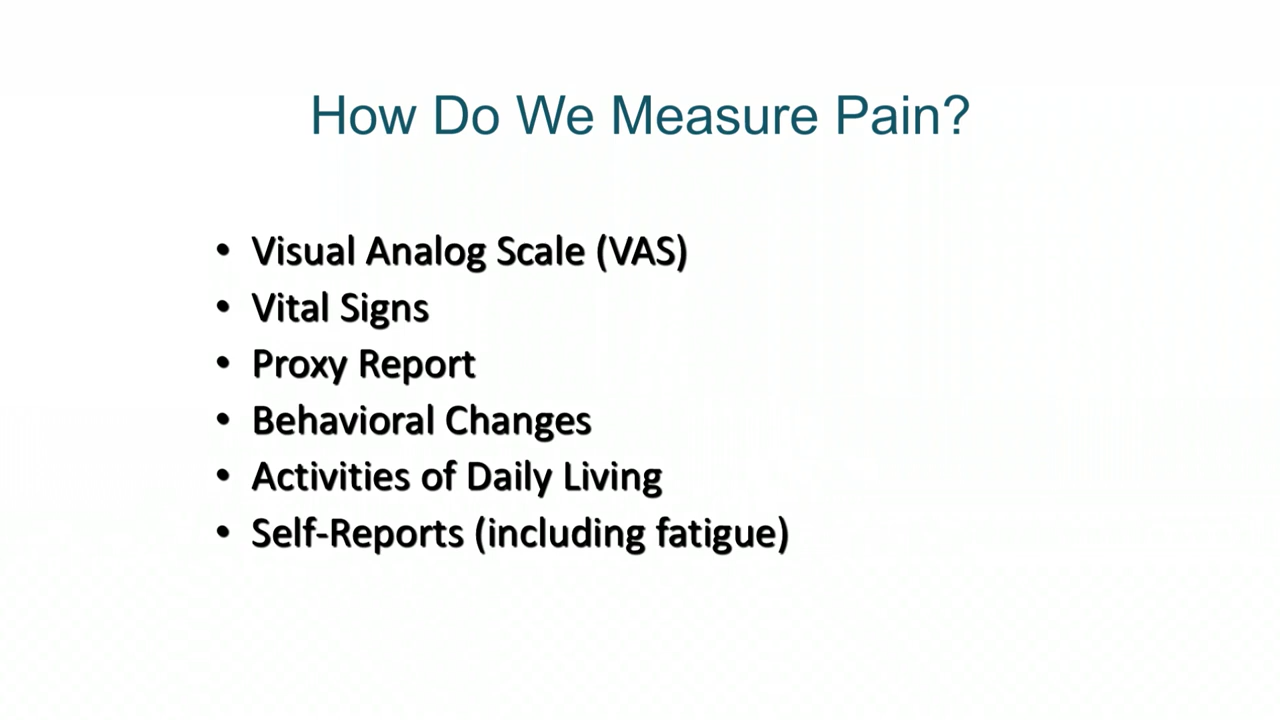 How Do We Measure Pain?
• Visual Analog Scale (VAS)
• Vital Signs
• Proxy Report
• Behavioral Changes
• Activities of Daily Living
• Self-Reports (including fatigue)